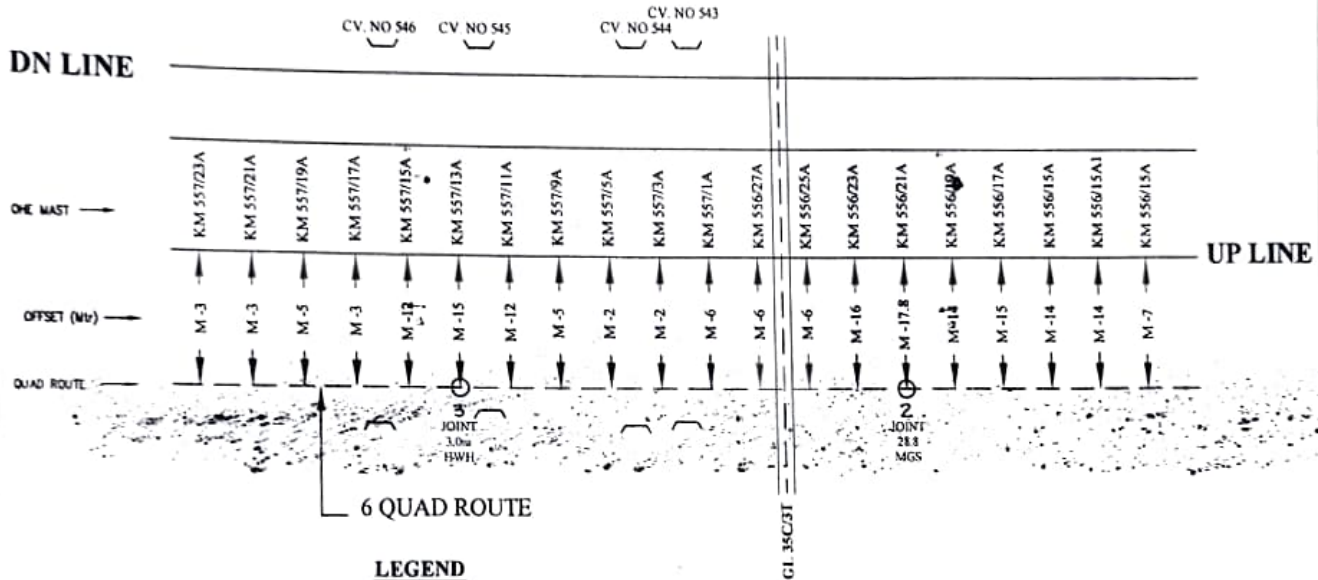 CV. NO 546
CV. NO 545
CV. NO 544
CV. NO 543
DN LINE
OHE MAST
KM 557/23A
KM 557/21A
KM 557/19A
KM 557/17A
KM 557/15A
KM 557/13A
KM 557/11A
KM 557/9A
KM 557/5A
KM 557/3A
KM 557/1A
KM 556/27A
KM 556/25A
KM 556/23A
KM 556/21A
KM 556/19A
KM 556/17A
KM 556/15A
KM 556/15A1
KM 556/15A
UP LINE
OFFSET (Mtr)
M -3
M -3
M -5
M -3
M -12
M -15
M -12
M -5
M -2
M -2
M -6
M -6
M -6
M -16
M -17.8
M -14
M -15
M -14
M -14
M -7
QUAD ROUTE
3
JOINT
3.0m
HWH
2
JOINT
28.8
MGS
6 QUAD ROUTE
GL 35C/3T
LEGEND